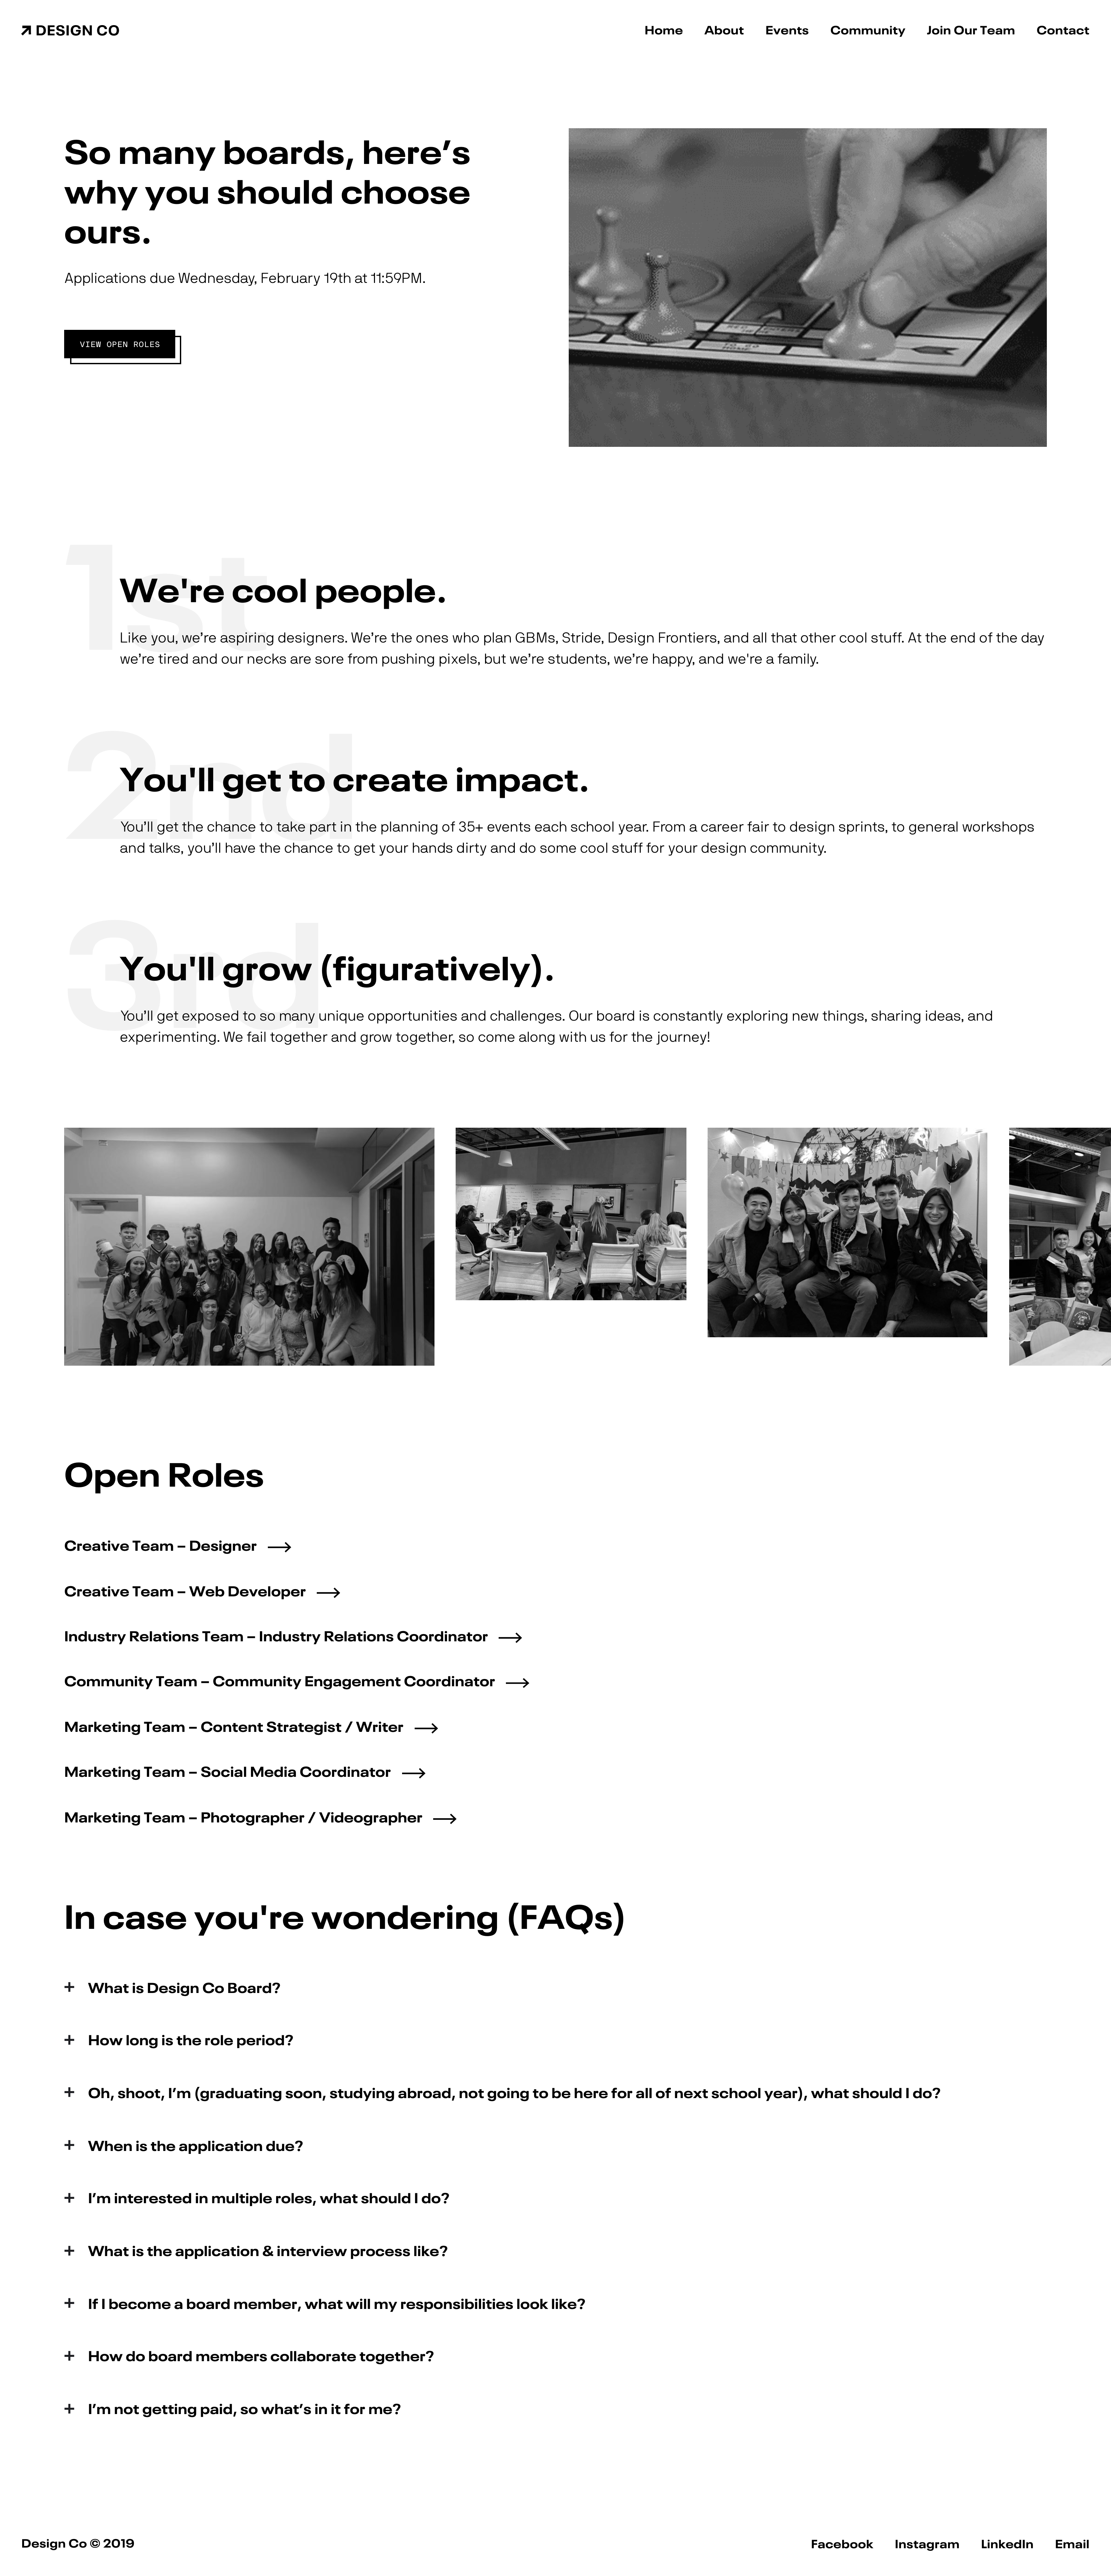 DESIGN CO
Home About Events Community Join Our Team Contact
So many boards, here’s
why you should choose
ours.
Applications due Wednesday, February 19th at 11:59PM.
VIEW OPEN ROLES
1st
We're cool people.
Like you, we’re aspiring designers. We’re the ones who plan GBMs, Stride, Design Frontiers, and all that other cool stuff. At the end of the day
we’re tired and our necks are sore from pushing pixels, but we’re students, we’re happy, and we’re a family.
2nd
You'll get to create impact.
You’ll get the chance to take part in the planning of 35+ events each school year. From a career fair to design sprints, to general workshops
and talks, you’ll have the chance to get your hands dirty and do some cool stuff for your design community.
3rd
You'll grow (figuratively).
You’ll get exposed to so many unique opportunities and challenges. Our board is constantly exploring new things, sharing ideas, and
experimenting. We fail together and grow together, so come along with us for the journey!
Open Roles
Creative Team – Designer
Creative Team – Web Developer
Industry Relations Team – Industry Relations Coordinator
Community Team – Community Engagement Coordinator
Marketing Team – Content Strategist / Writer
Marketing Team – Social Media Coordinator
Marketing Team – Photographer / Videographer
In case you're wondering (FAQs)
+ What is Design Co Board?
+ How long is the role period?
+ Oh, shoot, I’m (graduating soon, studying abroad, not going to be here for all of next school year), what should I do?
+ When is the application due?
+ I’m interested in multiple roles, what should I do?
+ What is the application & interview process like?
+ If I become a board member, what will my responsibilities look like?
+ How do board members collaborate together?
+ I’m not getting paid, so what’s in it for me?
Design Co © 2019
Facebook Instagram LinkedIn Email